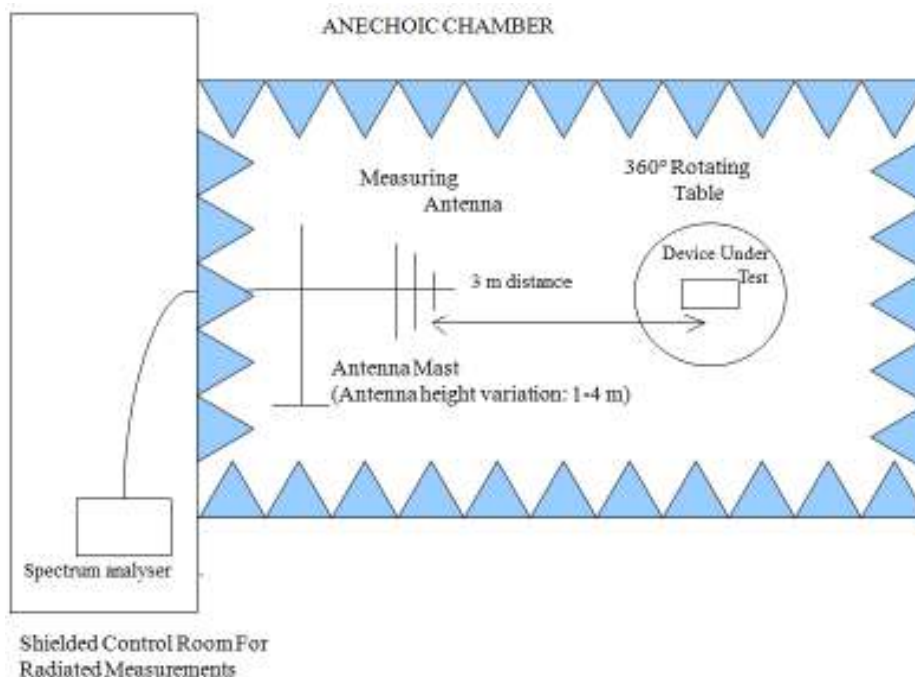 ANECHOIC CHAMBER
Measuring
Antenna
360° Rotating
Table
Device Under
Test
3 m distance
Antenna Mast
(Antenna height variation: 1-4 m)
Spectrum analyser
Shielded Control Room For
Radiated Measurements